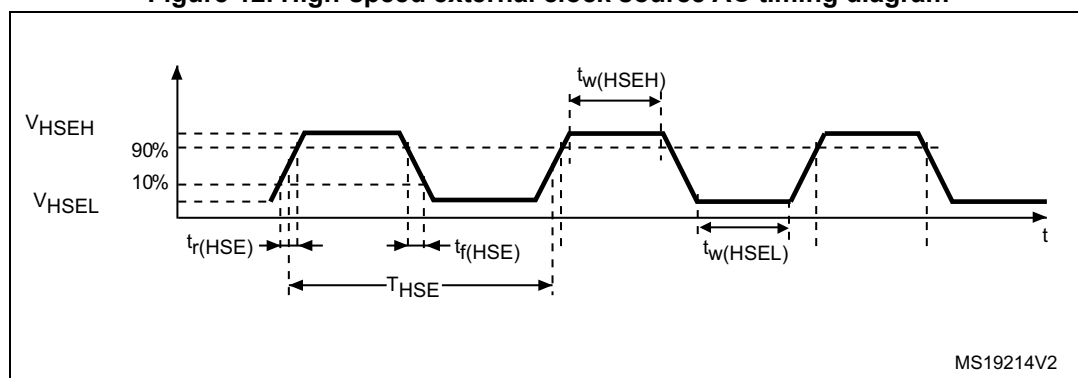 Figure 12. High-speed external clock source AC timing diagram
tw(HSEH)
VHSEH
90%
10%
VHSEL
tr(HSE)
tf(HSE)
tw(HSEL)
t
THSE
MS19214V2